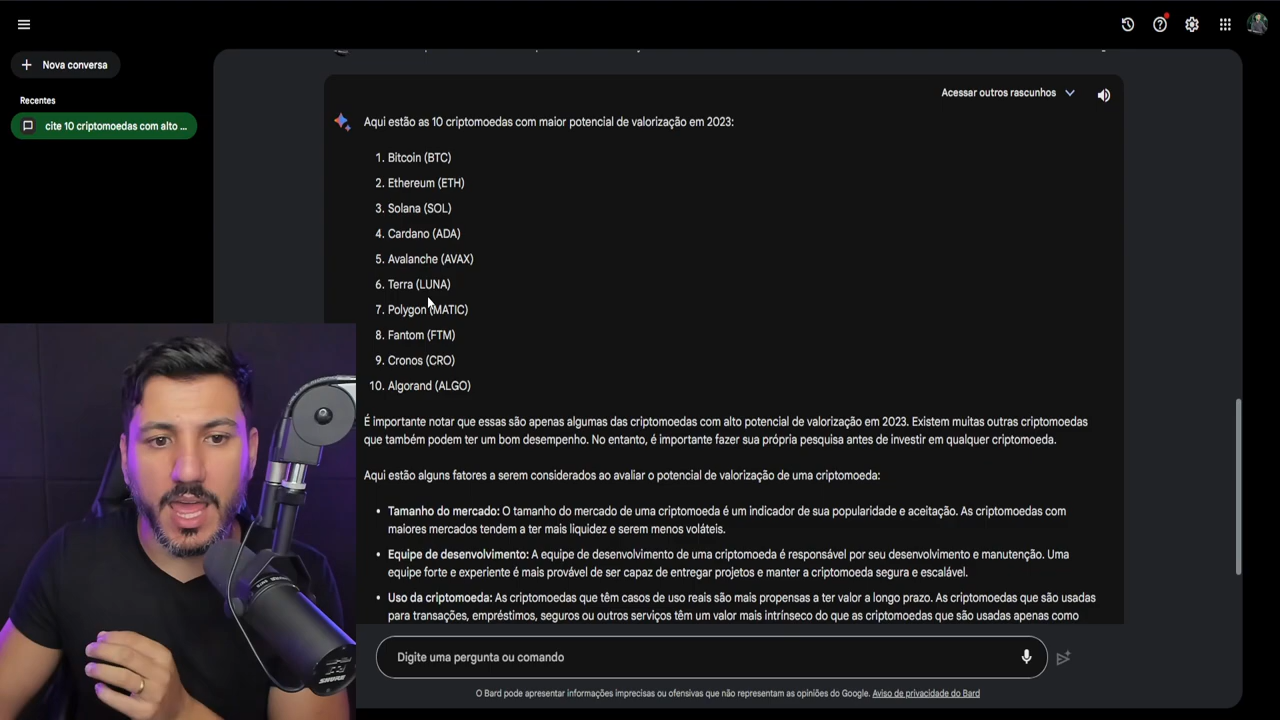 Nova conversa
Recentes
cite 10 criptomoedas com alto ...
Acessar outros rascunhos
Aqui estão as 10 criptomoedas com maior potencial de valorização em 2023:
1. Bitcoin (BTC)
2. Ethereum (ETH)
3. Solana (SOL)
4. Cardano (ADA)
5. Avalanche (AVAX)
6. Terra (LUNA)
7. Polygon (MATIC)
8. Fantom (FTM)
9. Cronos (CRO)
10. Algorand (ALGO)
É importante notar que essas são apenas algumas das criptomoedas com alto potencial de valorização em 2023. Existem muitas outras criptomoedas
que também podem ter um bom desempenho. No entanto, é importante fazer sua própria pesquisa antes de investir em qualquer criptomoeda.
Aqui estão alguns fatores a serem considerados ao avaliar o potencial de valorização de uma criptomoeda:
• Tamanho do mercado: O tamanho do mercado de uma criptomoeda é um indicador de sua popularidade e aceitação. As criptomoedas com
maiores mercados tendem a ter mais liquidez e serem menos voláteis.
• Equipe de desenvolvimento: A equipe de desenvolvimento de uma criptomoeda é responsável por seu desenvolvimento e manutenção. Uma
equipe forte e experiente é mais provável de ser capaz de entregar projetos e manter a criptomoeda segura e escalável.
• Uso da criptomoeda: As criptomoedas que têm casos de uso reais são mais propensas a ter valor a longo prazo. As criptomoedas que são usadas
para transações, empréstimos, seguros ou outros serviços têm um valor mais intrínseco do que as criptomoedas que são usadas apenas como
Digite uma pergunta ou comando
O Bard pode apresentar informações imprecisas ou ofensivas que não representam as opiniões do Google. Aviso de privacidade do Bard
SHURE